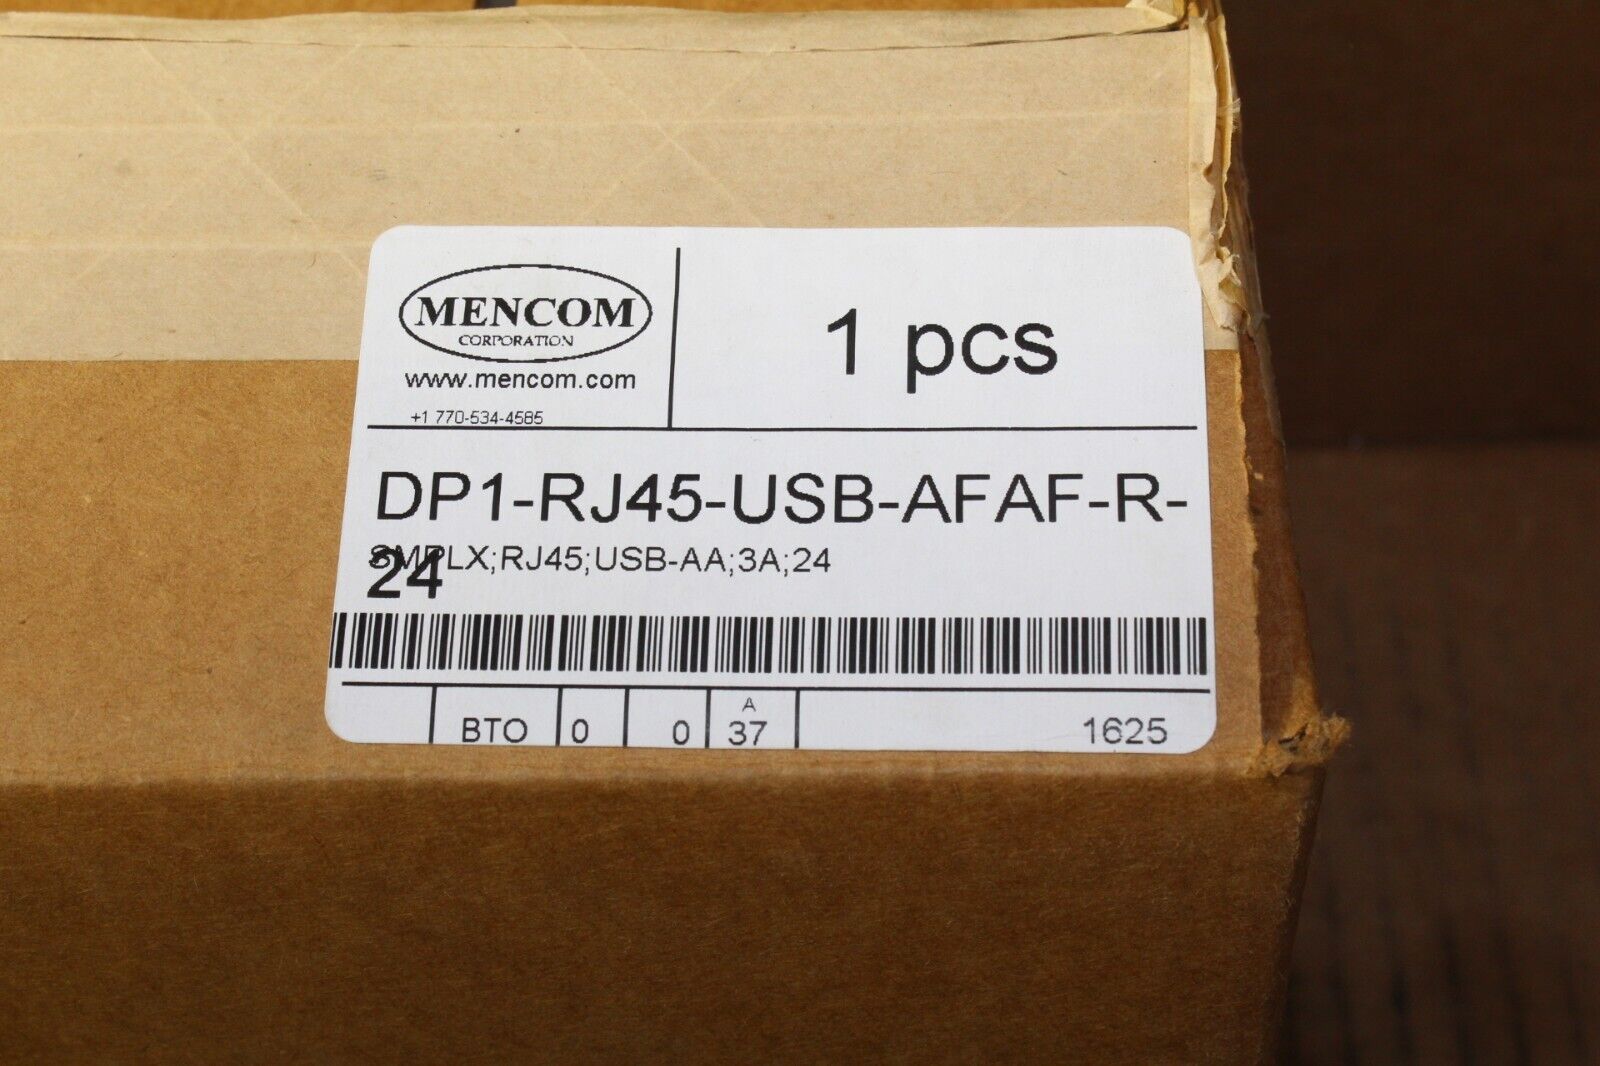 MENCOM
CORPORATION
www.mencom.com
+1 770-534-4585
1 pcs
DP1-RJ45-USB-AFAF-R-
24
SMPLX;RJ45;USB-AA;3A;24
BTO
0
0
A
37
1625